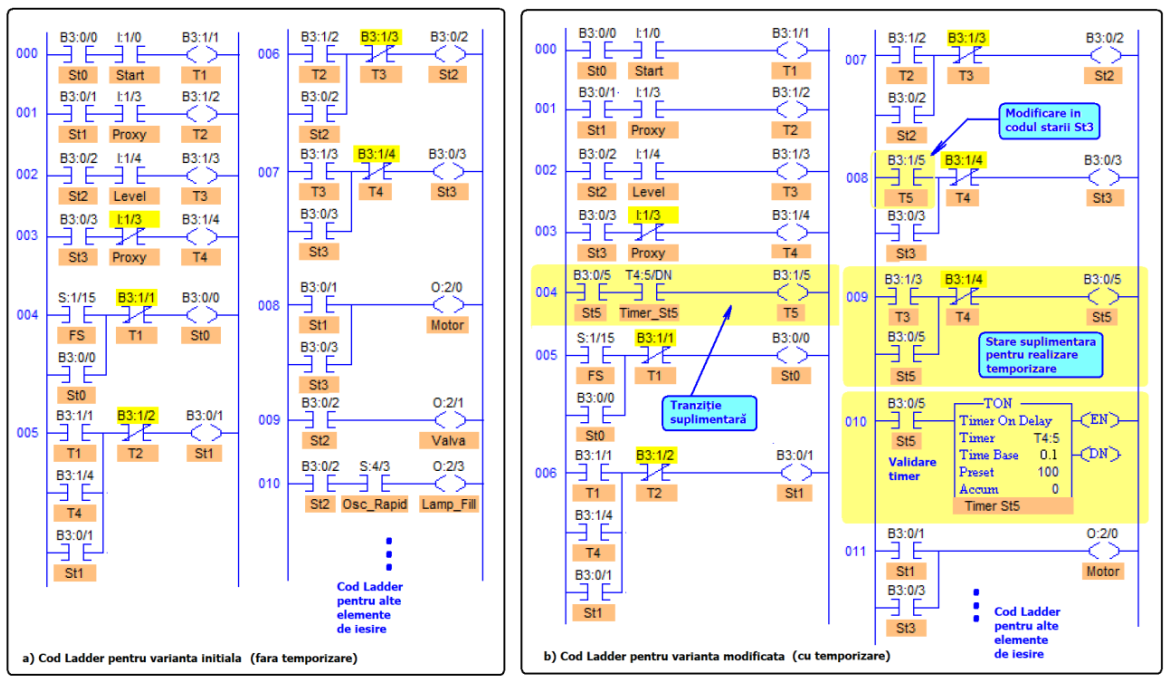 B3:0/0 I:1/0 B3:1/1
000
St0 Start T1
B3:0/1 I:1/3 B3:1/2
001
St1 Proxy T2
B3:0/2 I:1/4 B3:1/3
002
St2 Level T3
B3:0/3 I:1/3 B3:1/4
003
St3 Proxy T4
S:1/15 B3:1/1 B3:0/0
004
FS T1 St0
B3:0/0
St0
B3:1/1 B3:1/2 B3:0/1
005
T1 T2 St1
B3:1/4
T4
B3:0/1
St1
B3:1/2 B3:1/3 B3:0/2
006
T2 T3 St2
B3:0/2
St2
B3:1/3 B3:1/4 B3:0/3
007
T3 T4 St3
B3:0/3
St3
B3:0/1 O:2/0
008
St1 Motor
B3:0/3
St3
B3:0/2 O:2/1
009
St2 Valva
B3:0/2 S:4/3 O:2/3
010
St2 Osc_Rapid Lamp_Fill
Cod Ladder
pentru alte
elemente
de iesire
a) Cod Ladder pentru varianta initiala (fara temporizare)
B3:0/0 I:1/0 B3:1/1
000
St0 Start T1
B3:0/1 I:1/3 B3:1/2
001
St1 Proxy T2
B3:0/2 I:1/4 B3:1/3
002
St2 Level T3
B3:0/3 I:1/3 B3:1/4
003
St3 Proxy T4
B3:0/5 T4:5/DN B3:1/5
004
St5 Timer_St5 T5
S:1/15 B3:1/1 B3:0/0
005
FS T1 St0
B3:0/0
St0
Tranziție
suplimentară
B3:1/1 B3:1/2 B3:0/1
006
T1 T2 St1
B3:1/4
T4
B3:0/1
St1
B3:1/2 B3:1/3 B3:0/2
007
T2 T3 St2
B3:0/2
St2
Modificare in
codul starii St3
B3:1/5 B3:1/4 B3:0/3
008
T5 T4 St3
B3:0/3
St3
B3:1/3 B3:1/4 B3:0/5
009
T3 T4 St5
B3:0/5
St5
Stare suplimentara
pentru realizare
temporizare
B3:0/5
010
St5
Validare
timer
TON
Timer On Delay
Timer T4:5
Time Base 0.1
Preset 100
Accum 0
Timer St5
EN
DN
B3:0/1 O:2/0
011
St1 Motor
B3:0/3
St3
Cod Ladder
pentru alte
elemente
de iesire
b) Cod Ladder pentru varianta modificata (cu temporizare)